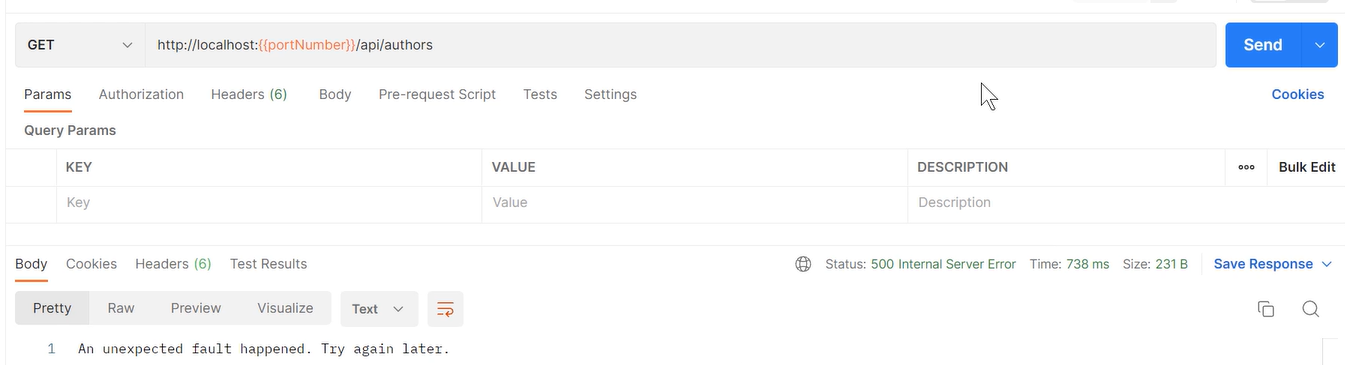 GET http://localhost:{{portNumber}}/api/authors Send
Params Authorization Headers (6) Body Pre-request Script Tests Settings Cookies
Query Params
KEY VALUE DESCRIPTION Bulk Edit
Key Value Description
Body Cookies Headers (6) Test Results Status: 500 Internal Server Error Time: 738 ms Size: 231 B Save Response
Pretty Raw Preview Visualize Text
1 An unexpected fault happened. Try again later.